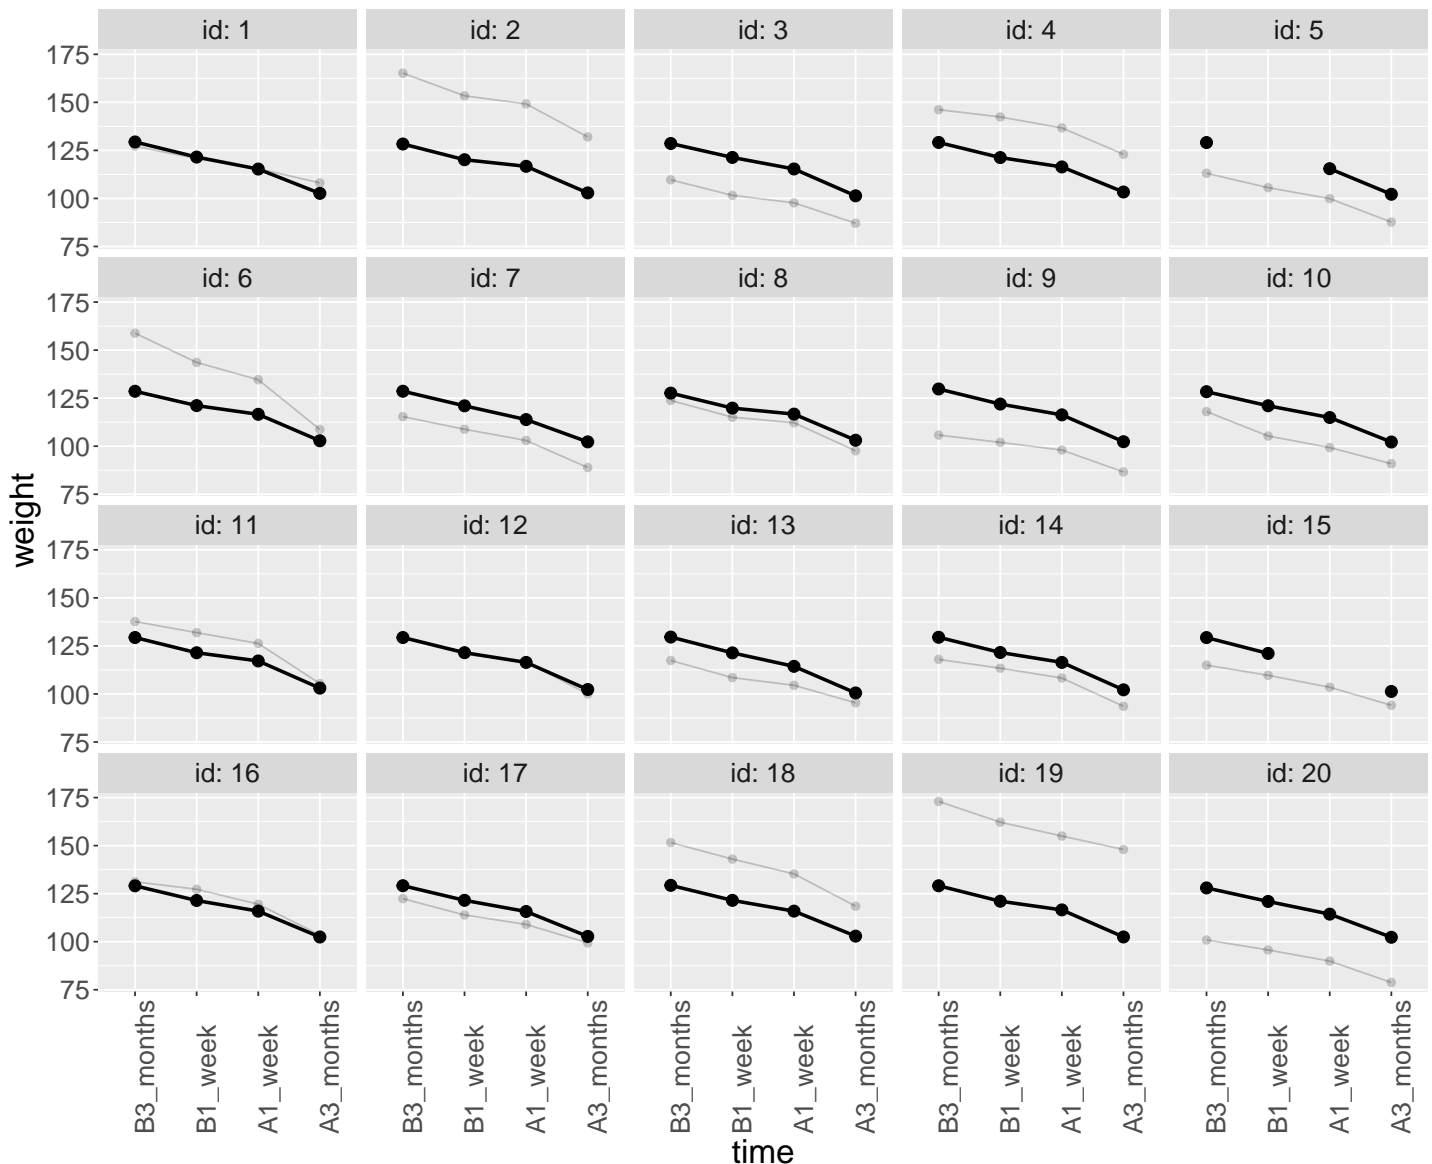 id: 1 id: 2 id: 3 id: 4 id: 5
175
150
125
100
75
id: 6 id: 7 id: 8 id: 9 id: 10
175
150
125
100
75
weight
id: 11 id: 12 id: 13 id: 14 id: 15
175
150
125
100
75
id: 16 id: 17 id: 18 id: 19 id: 20
175
150
125
100
75
B3_months B1_week A1_week A3_months B3_months B1_week A1_week A3_months B3_months B1_week A1_week A3_months B3_months B1_week A1_week A3_months B3_months B1_week A1_week A3_months
time